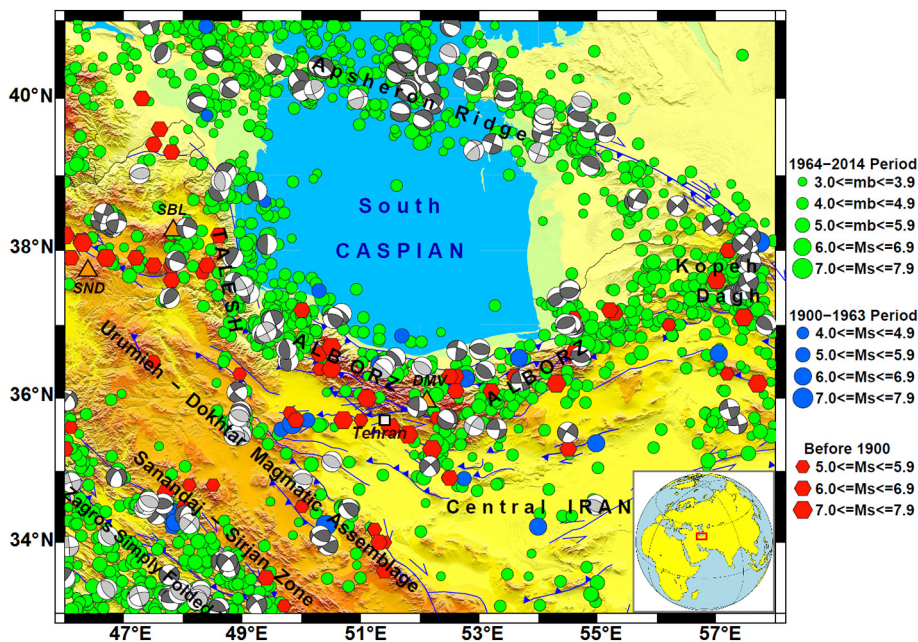 40°N
38°N
36°N
34°N
47°E
49°E
51°E
53°E
55°E
57°E
Apsheron Ridge
South
CASPIAN
SBL
SND
TALESH
Kopeh
Dagh
ALBORZ
DMV
ALBORZ
Tehran
Urumieh – Dokhtar Magmatic Assemblage
Sanandaj – Sirjan Zone
Zagros Simply Folded
Central IRAN
1964–2014 Period
3.0<=mb<=3.9
4.0<=mb<=4.9
5.0<=mb<=5.9
6.0<=Ms<=6.9
7.0<=Ms<=7.9
1900–1963 Period
4.0<=Ms<=4.9
5.0<=Ms<=5.9
6.0<=Ms<=6.9
7.0<=Ms<=7.9
Before 1900
5.0<=Ms<=5.9
6.0<=Ms<=6.9
7.0<=Ms<=7.9